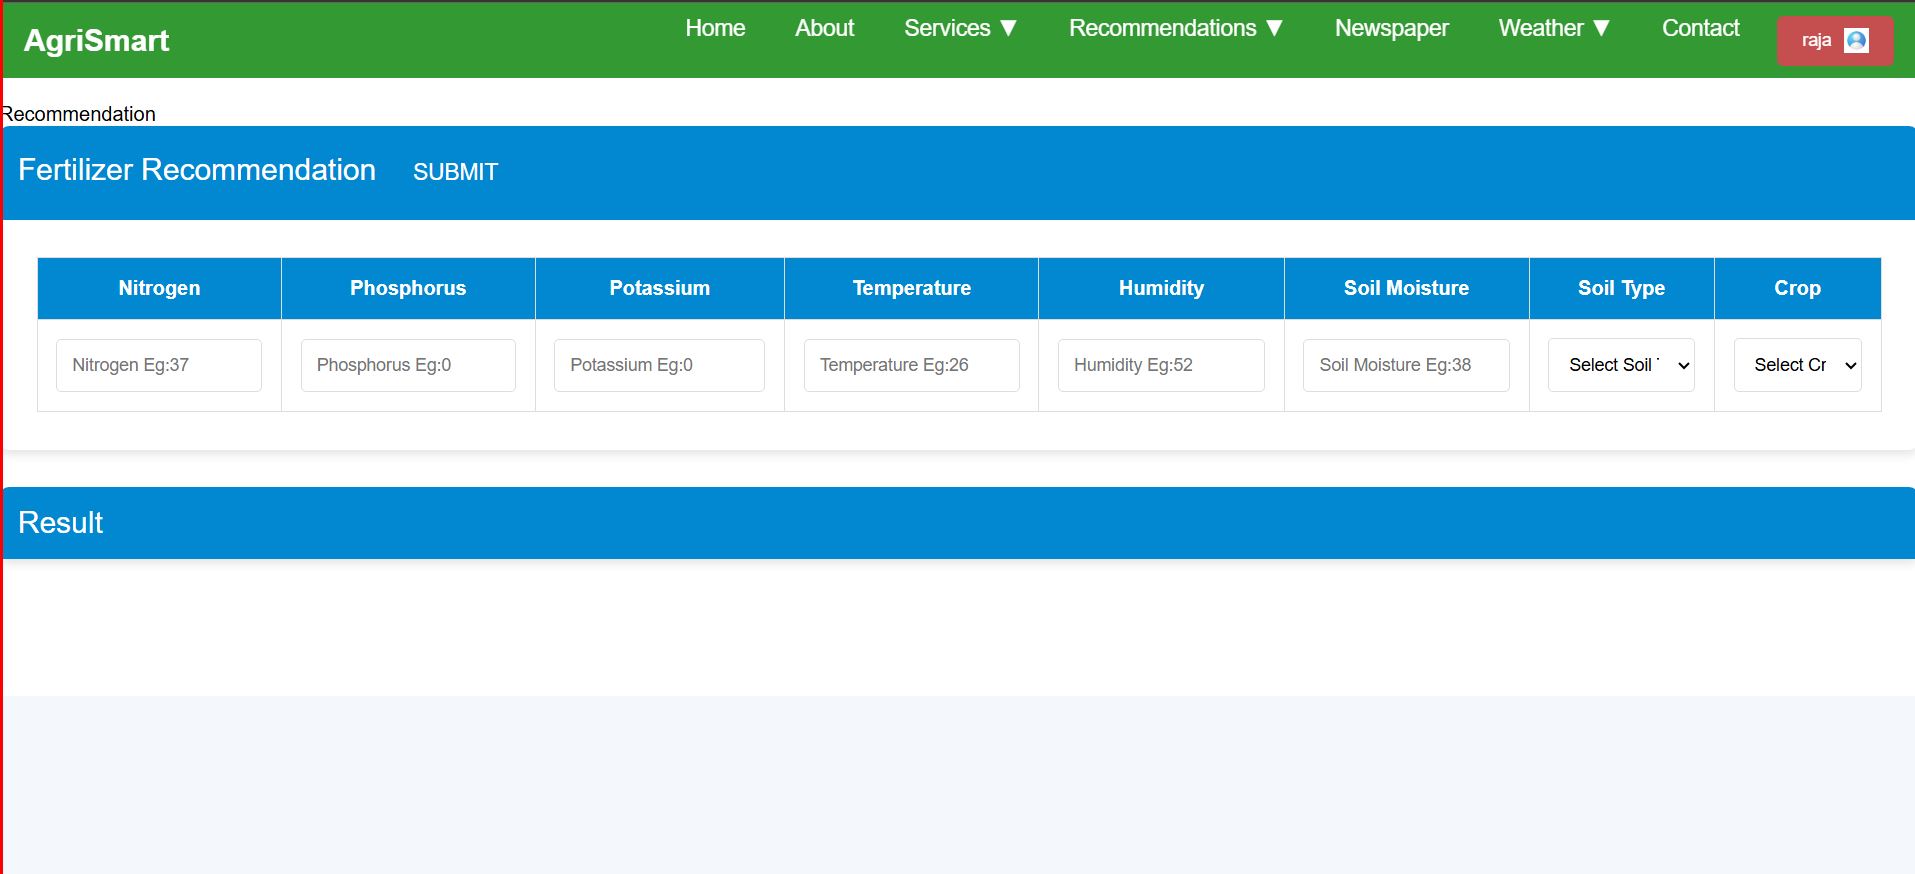 AgriSmart Home About Services ▼ Recommendations ▼ Newspaper Weather ▼ Contact raja
Recommendation
Fertilizer Recommendation SUBMIT
Nitrogen Phosphorus Potassium Temperature Humidity Soil Moisture Soil Type Crop
Nitrogen Eg:37 Phosphorus Eg:0 Potassium Eg:0 Temperature Eg:26 Humidity Eg:52 Soil Moisture Eg:38 Select Soil Select Cr
Result